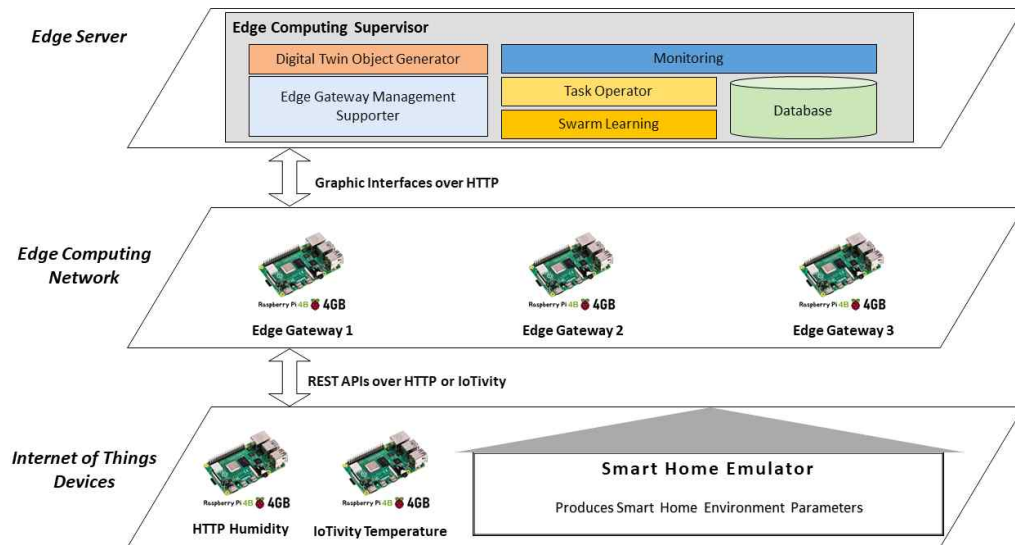 Edge Server
Edge Computing Supervisor
Digital Twin Object Generator
Monitoring
Edge Gateway Management
Supporter
Task Operator
Swarm Learning
Database
Graphic Interfaces over HTTP
Edge Computing
Network
Raspberry Pi 4B 4GB
Raspberry Pi 4B 4GB
Raspberry Pi 4B 4GB
Edge Gateway 1
Edge Gateway 2
Edge Gateway 3
REST APIs over HTTP or IoTivity
Internet of Things
Devices
Raspberry Pi 4B 4GB
Raspberry Pi 4B 4GB
HTTP Humidity
IoTivity Temperature
Smart Home Emulator
Produces Smart Home Environment Parameters